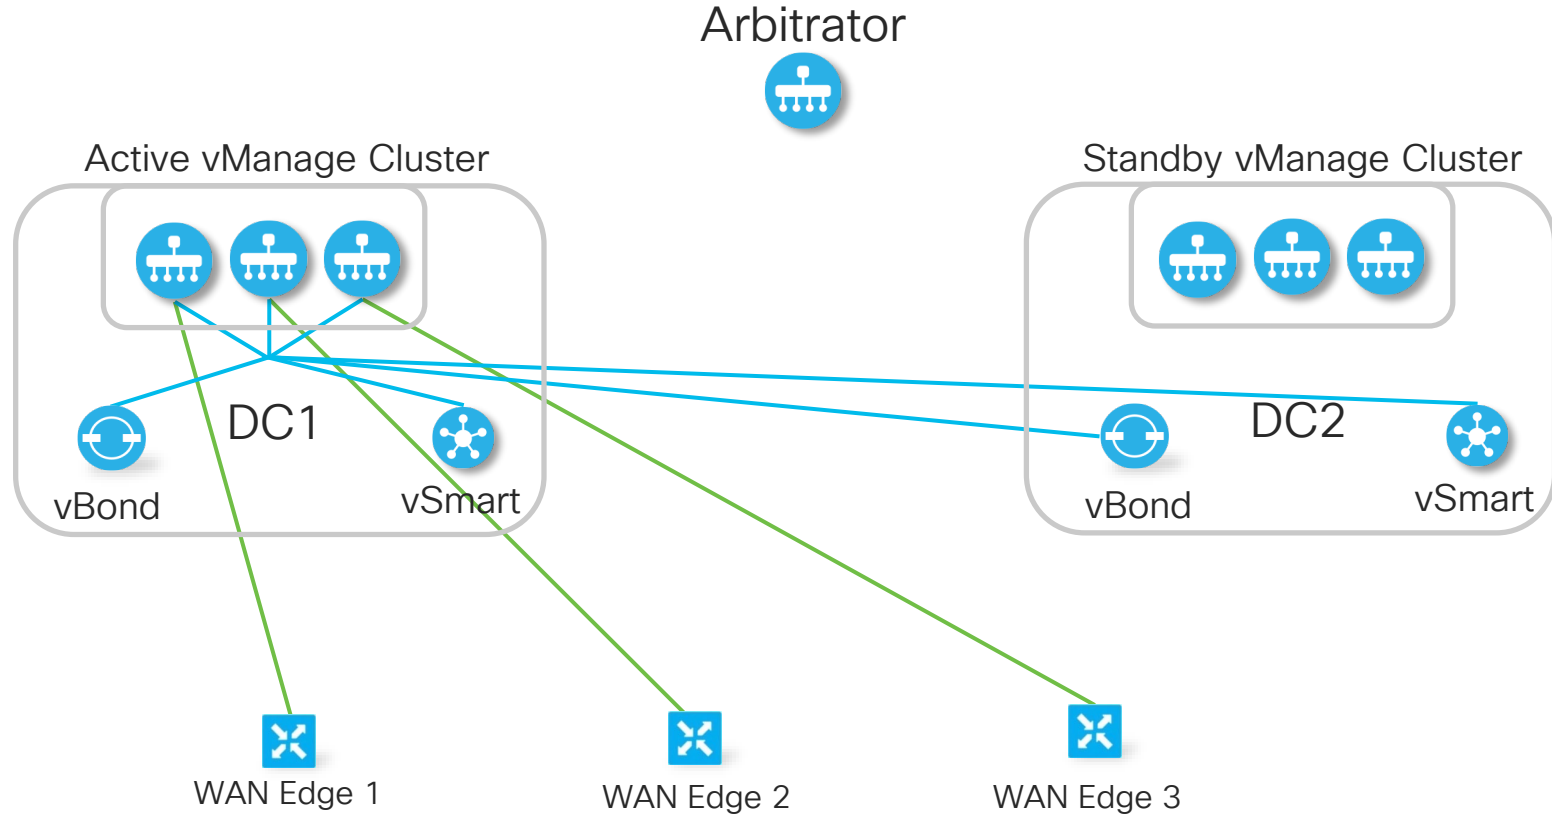 Arbitrator
Active vManage Cluster
Standby vManage Cluster
DC1
DC2
vBond
vSmart
vBond
vSmart
WAN Edge 1
WAN Edge 2
WAN Edge 3